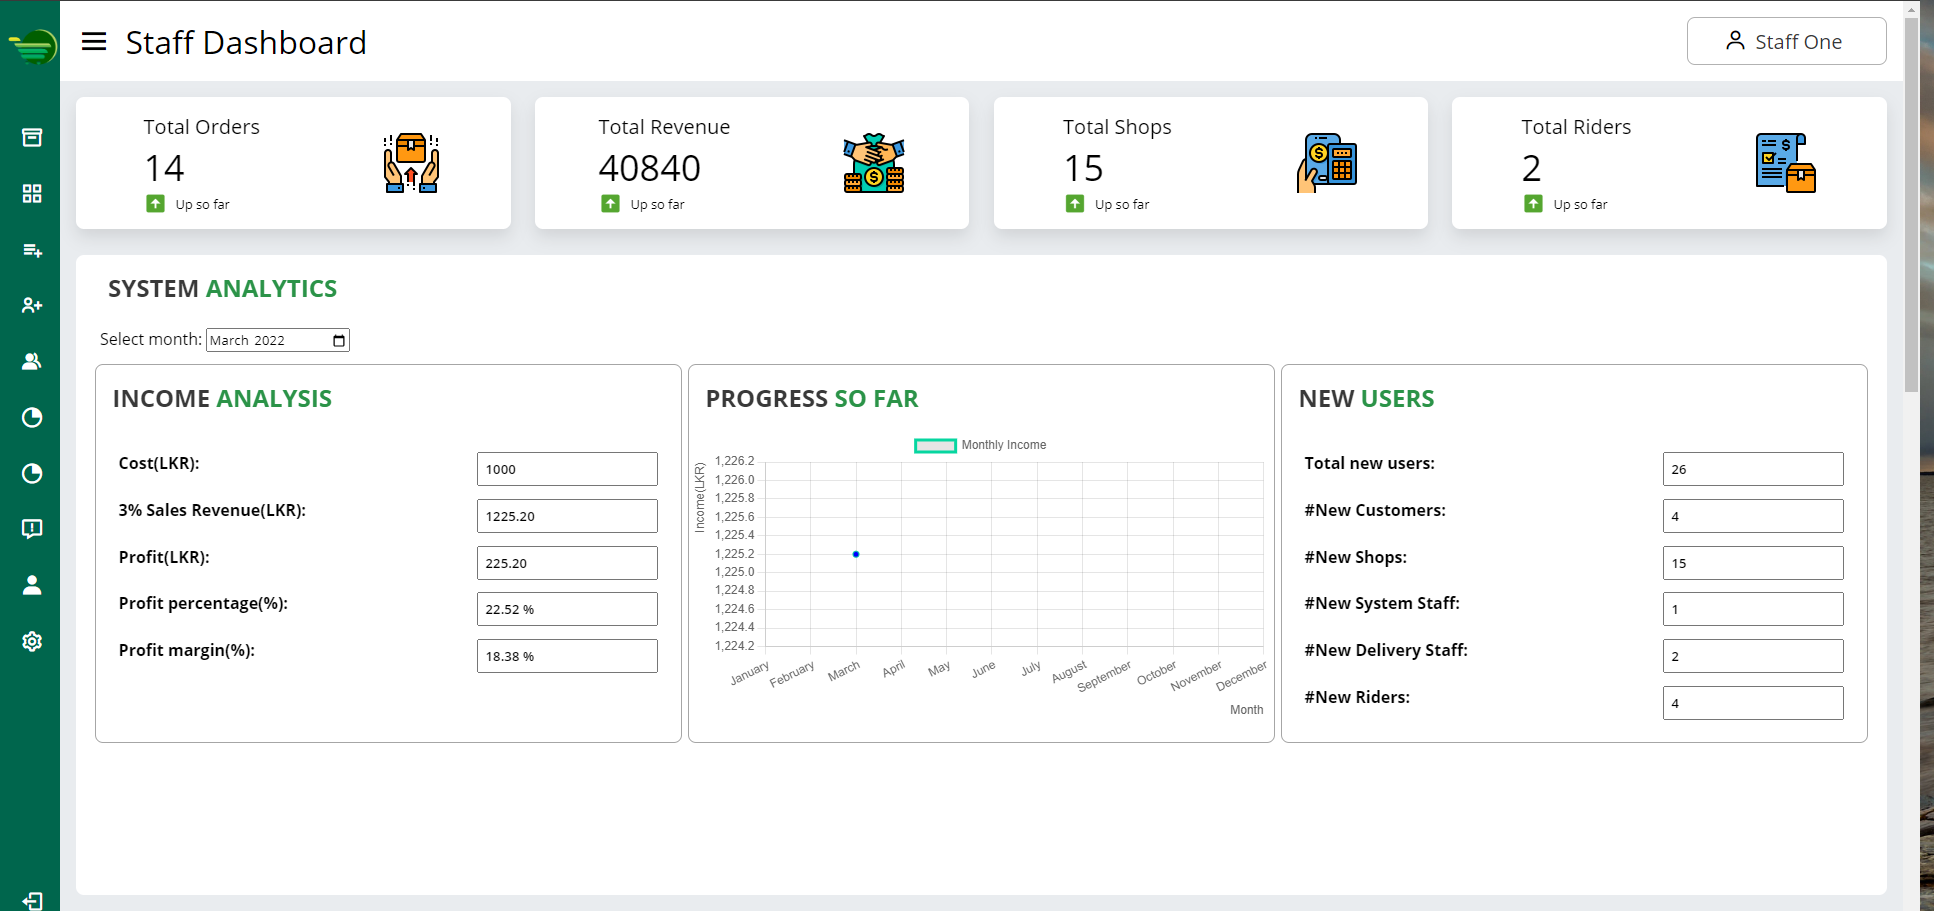 Staff Dashboard
Staff One
Total Orders
14
Up so far
Total Revenue
40840
Up so far
Total Shops
15
Up so far
Total Riders
2
Up so far
SYSTEM ANALYTICS
Select month: March 2022
INCOME ANALYSIS
Cost(LKR): 1000
3% Sales Revenue(LKR): 1225.20
Profit(LKR): 225.20
Profit percentage(%): 22.52 %
Profit margin(%): 18.38 %
PROGRESS SO FAR
Monthly Income
Income(LKR)
1,226.2
1,226.0
1,225.8
1,225.6
1,225.4
1,225.2
1,225.0
1,224.8
1,224.6
1,224.4
1,224.2
January February March April May June July August September October November December
Month
NEW USERS
Total new users: 26
#New Customers: 4
#New Shops: 15
#New System Staff: 1
#New Delivery Staff: 2
#New Riders: 4